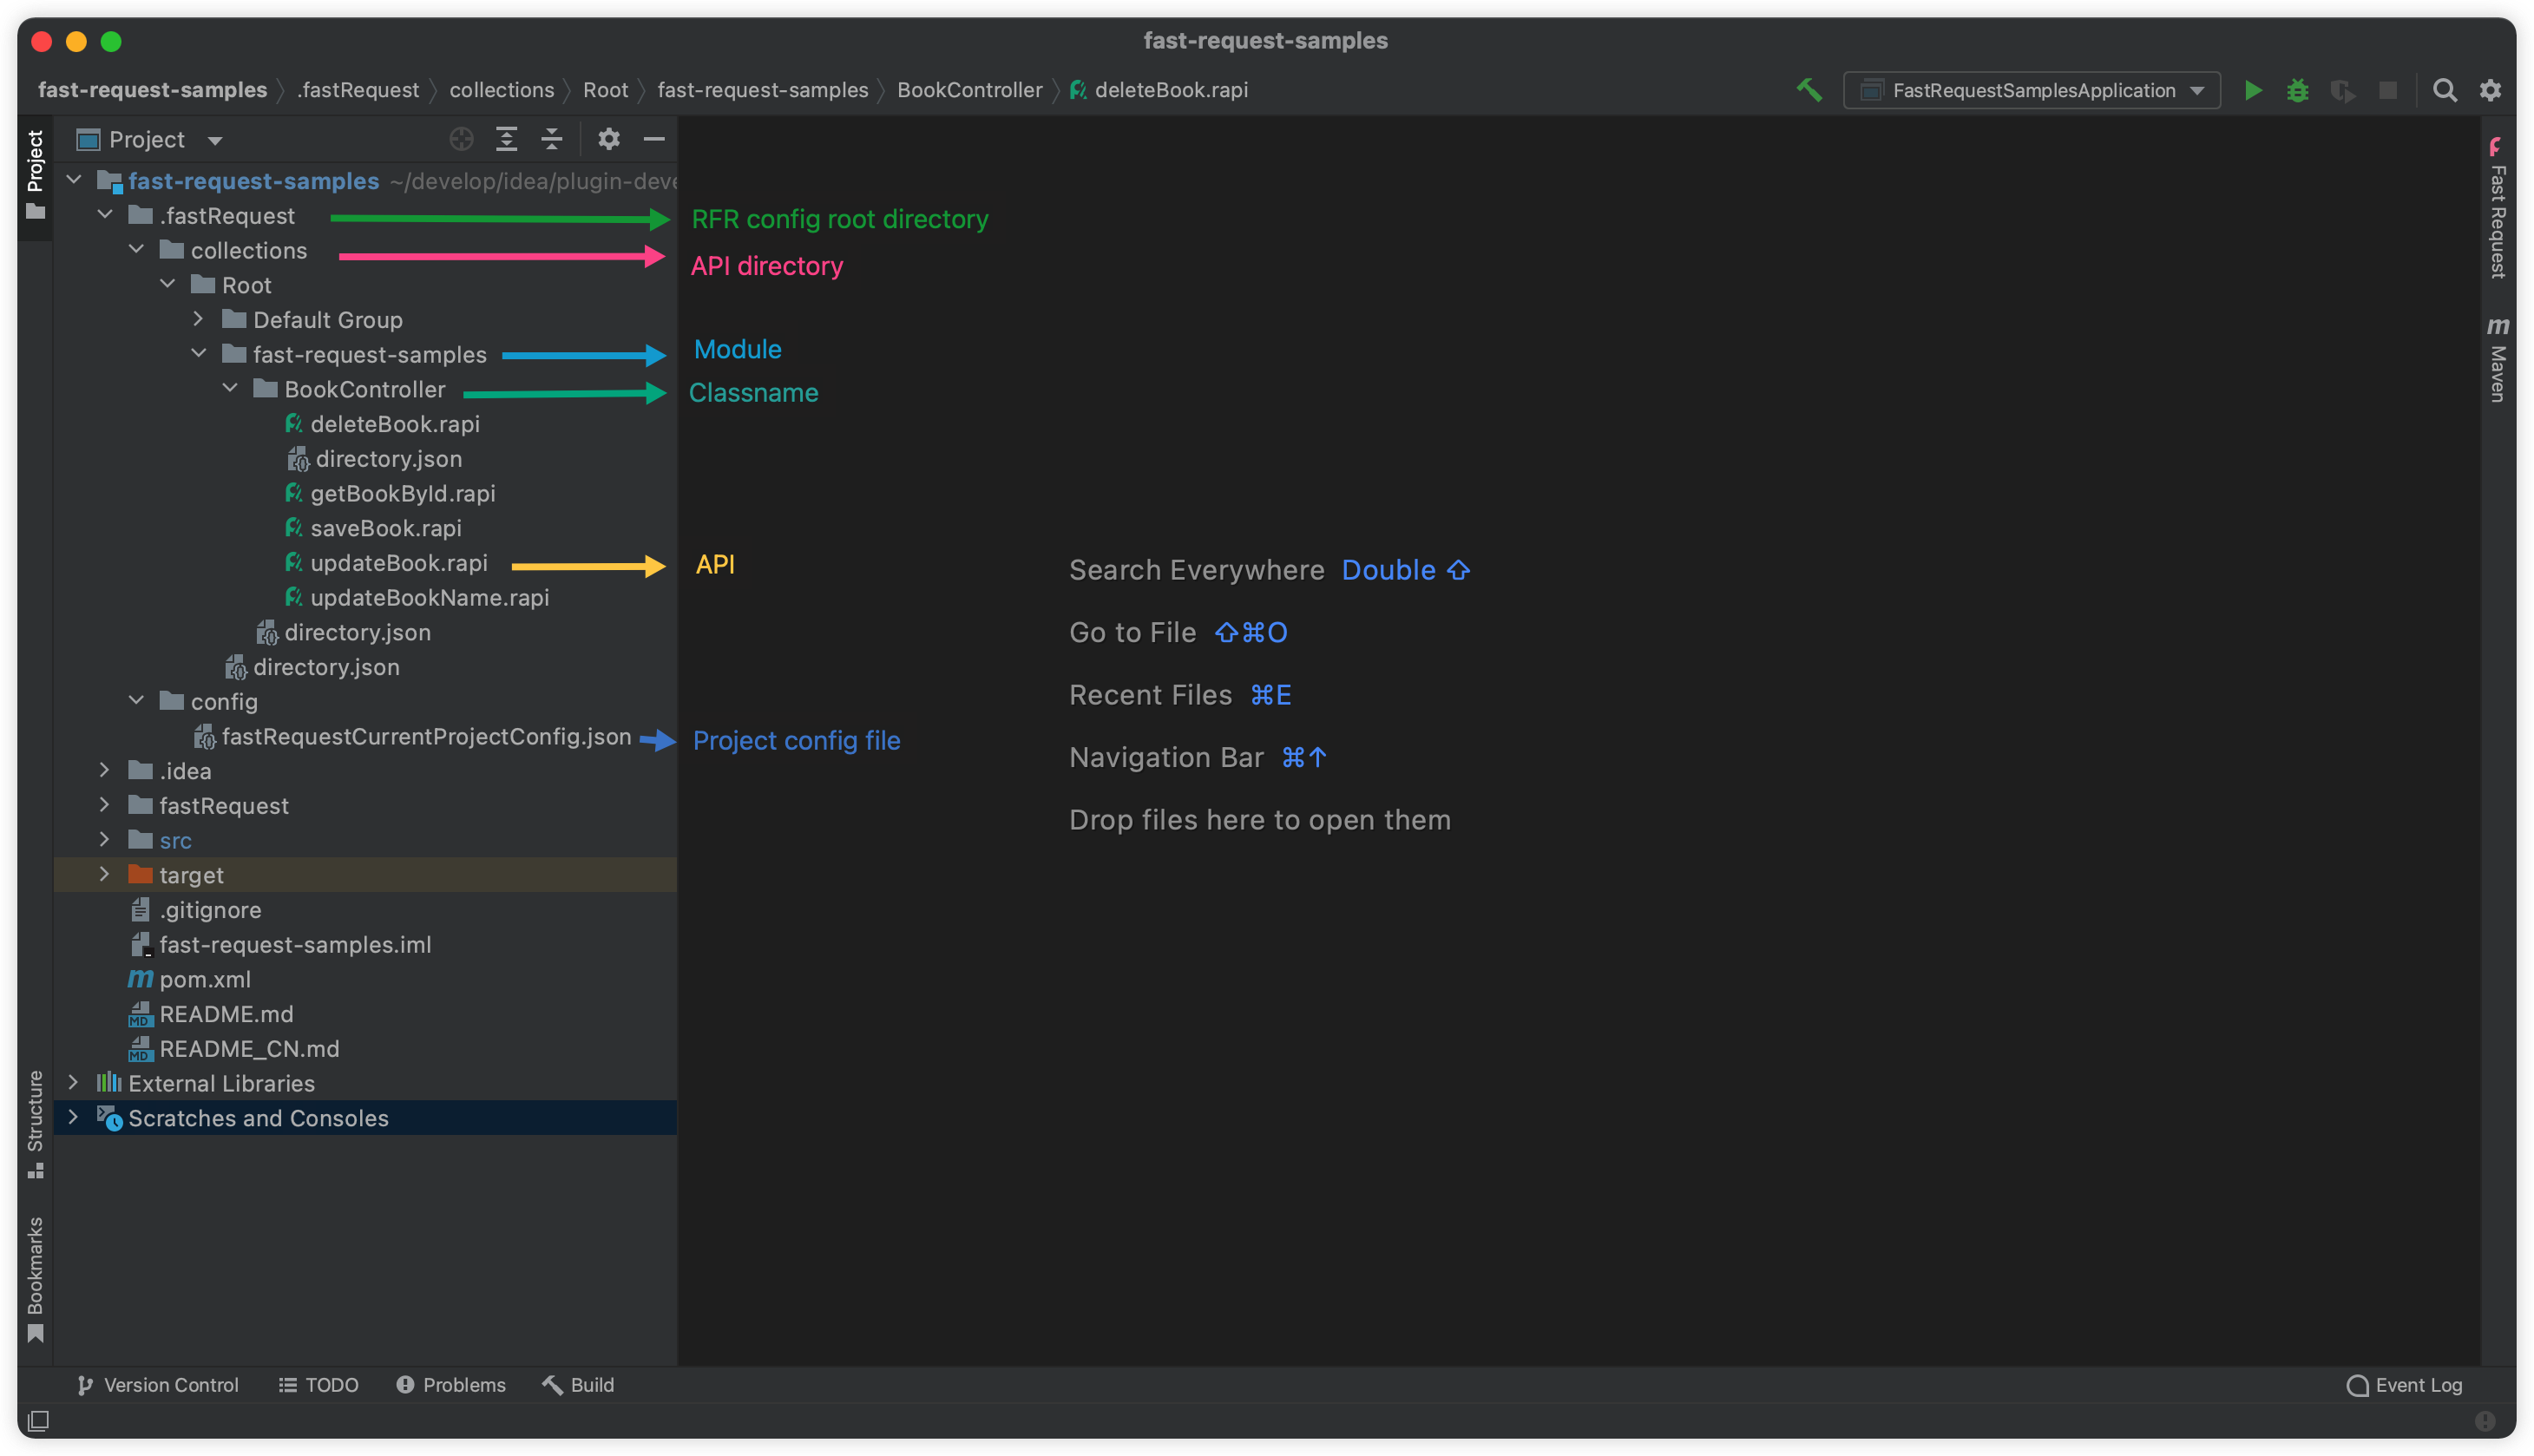 fast-request-samples
fast-request-samples .fastRequest collections Root fast-request-samples BookController deleteBook.rapi FastRequestSamplesApplication
Project
Project
fast-request-samples ~/develop/idea/plugin-deve
.fastRequest RFR config root directory
collections API directory
Root
Default Group
fast-request-samples Module
BookController Classname
deleteBook.rapi
directory.json
getBookById.rapi
saveBook.rapi
updateBook.rapi API
updateBookName.rapi
directory.json
directory.json
config
fastRequestCurrentProjectConfig.json Project config file
.idea
fastRequest
src
target
.gitignore
fast-request-samples.iml
m pom.xml
MD README.md
MD README_CN.md
External Libraries
Scratches and Consoles
Search Everywhere Double ⇧
Go to File ⇧⌘O
Recent Files ⌘E
Navigation Bar ⌘↑
Drop files here to open them
Fast Request
m Maven
Structure
Bookmarks
Version Control TODO Problems Build Event Log